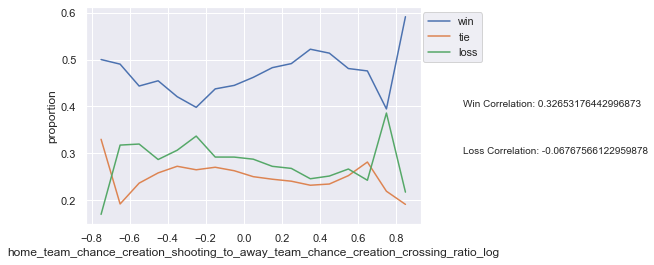 0.6
0.5
0.4
0.3
0.2
proportion
−0.8 −0.6 −0.4 −0.2 0.0 0.2 0.4 0.6 0.8
home_team_chance_creation_shooting_to_away_team_chance_creation_crossing_ratio_log
win
tie
loss
Win Correlation: 0.32653176442996873
Loss Correlation: -0.06767566122959878